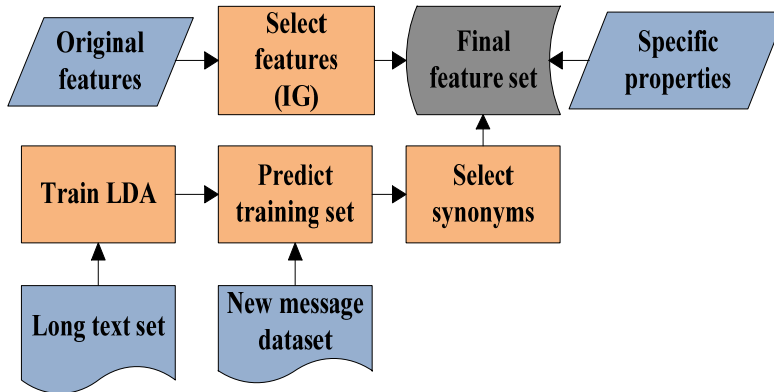 Original
features
Select
features
(IG)
Final
feature set
Specific
properties
Train LDA
Predict
training set
Select
synonyms
Long text set
New message
dataset